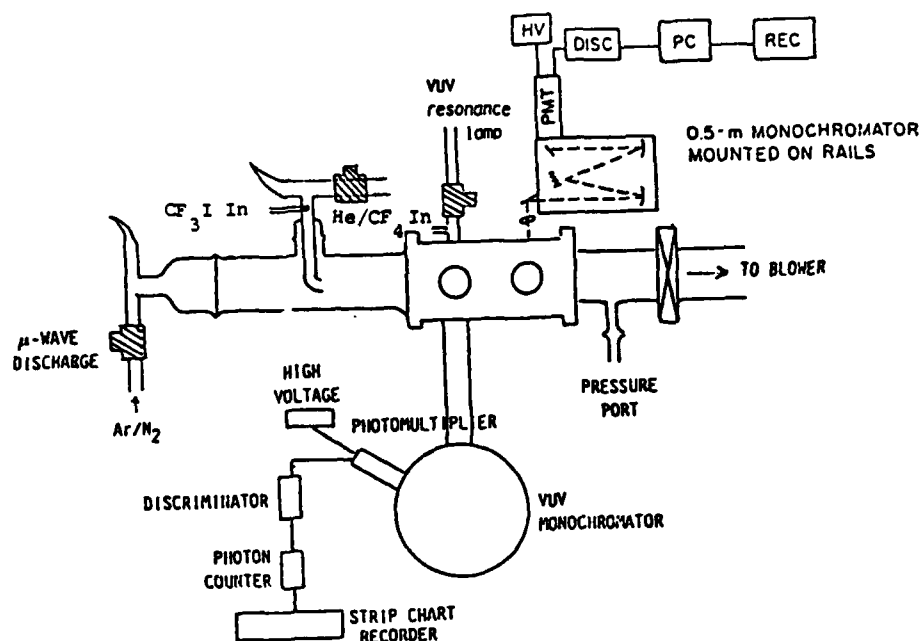 HV
DISC
PC
REC
PMT
VUV
resonance
lamp
0.5-m MONOCHROMATOR
MOUNTED ON RAILS
CF3I In
He/CF4 In
TO BLOWER
μ-WAVE
DISCHARGE
Ar/N2
PRESSURE
PORT
HIGH
VOLTAGE
PHOTOMULTIPLIER
DISCRIMINATOR
VUV
MONOCHROMATOR
PHOTON
COUNTER
STRIP CHART
RECORDER